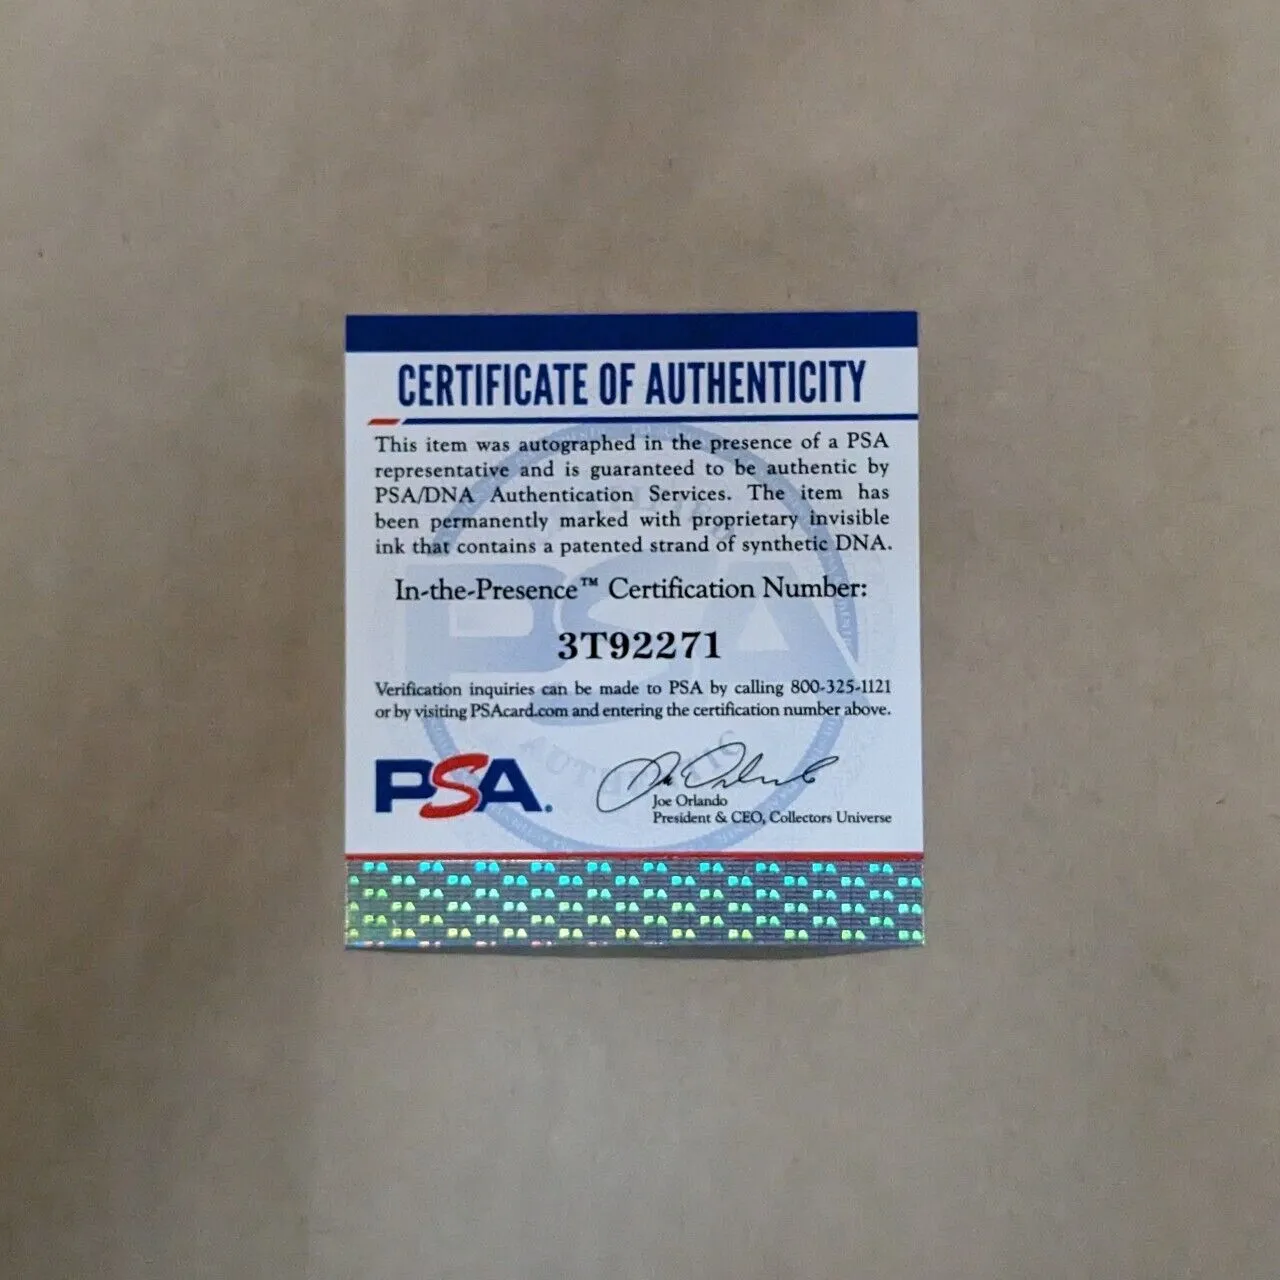 CERTIFICATE OF AUTHENTICITY
This item was autographed in the presence of a PSA
representative and is guaranteed to be authentic by
PSA/DNA Authentication Services. The item has
been permanently marked with proprietary invisible
ink that contains a patented strand of synthetic DNA.
In-the-Presence™ Certification Number:
3T92271
Verification inquiries can be made to PSA by calling 800-325-1121
or by visiting PSAcard.com and entering the certification number above.
PSA.
Joe Orlando
President & CEO, Collectors Universe